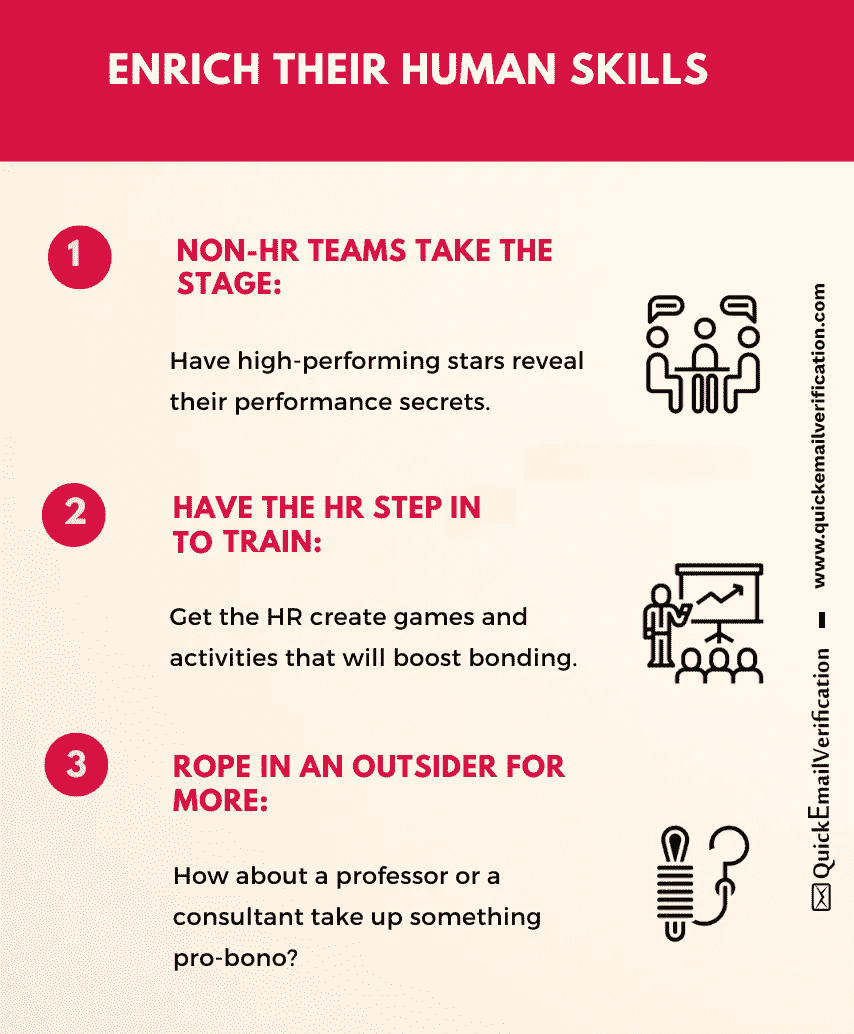 ENRICH THEIR HUMAN SKILLS
1
NON-HR TEAMS TAKE THE
STAGE:
Have high-performing stars reveal
their performance secrets.
2
HAVE THE HR STEP IN
TO TRAIN:
Get the HR create games and
activities that will boost bonding.
3
ROPE IN AN OUTSIDER FOR
MORE:
How about a professor or a
consultant take up something
pro-bono?
QuickEmailVerification - www.quickemailverification.com